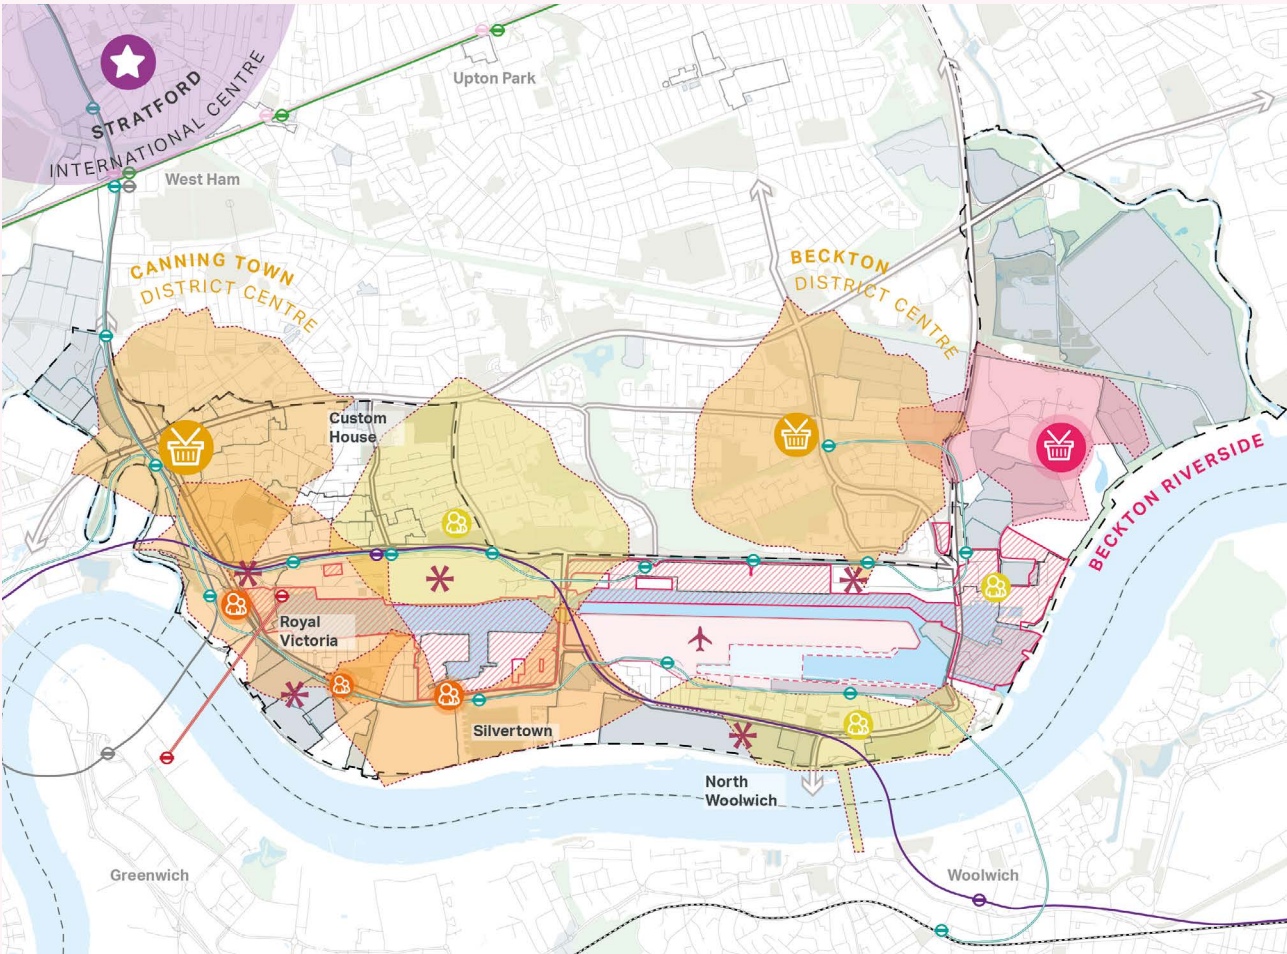 Upton Park
STRATFORD
INTERNATIONAL CENTRE
West Ham
CANNING TOWN
DISTRICT CENTRE
BECKTON
DISTRICT CENTRE
Custom
House
BECKTON RIVERSIDE
Royal
Victoria
Silvertown
North
Woolwich
Greenwich
Woolwich